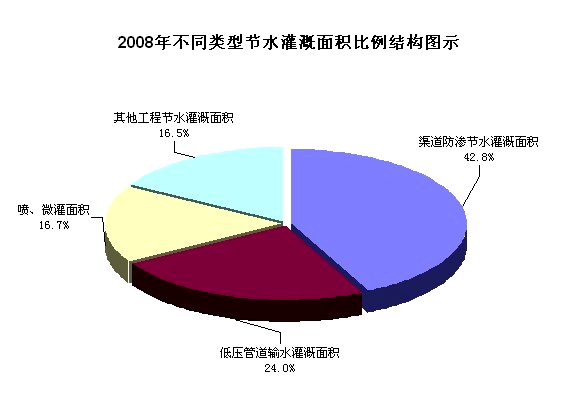 2008年不同类型节水灌溉面积比例结构图示
其他工程节水灌溉面积
16.5%
渠道防渗节水灌溉面积
42.8%
喷、微灌面积
16.7%
低压管道输水灌溉面积
24.0%